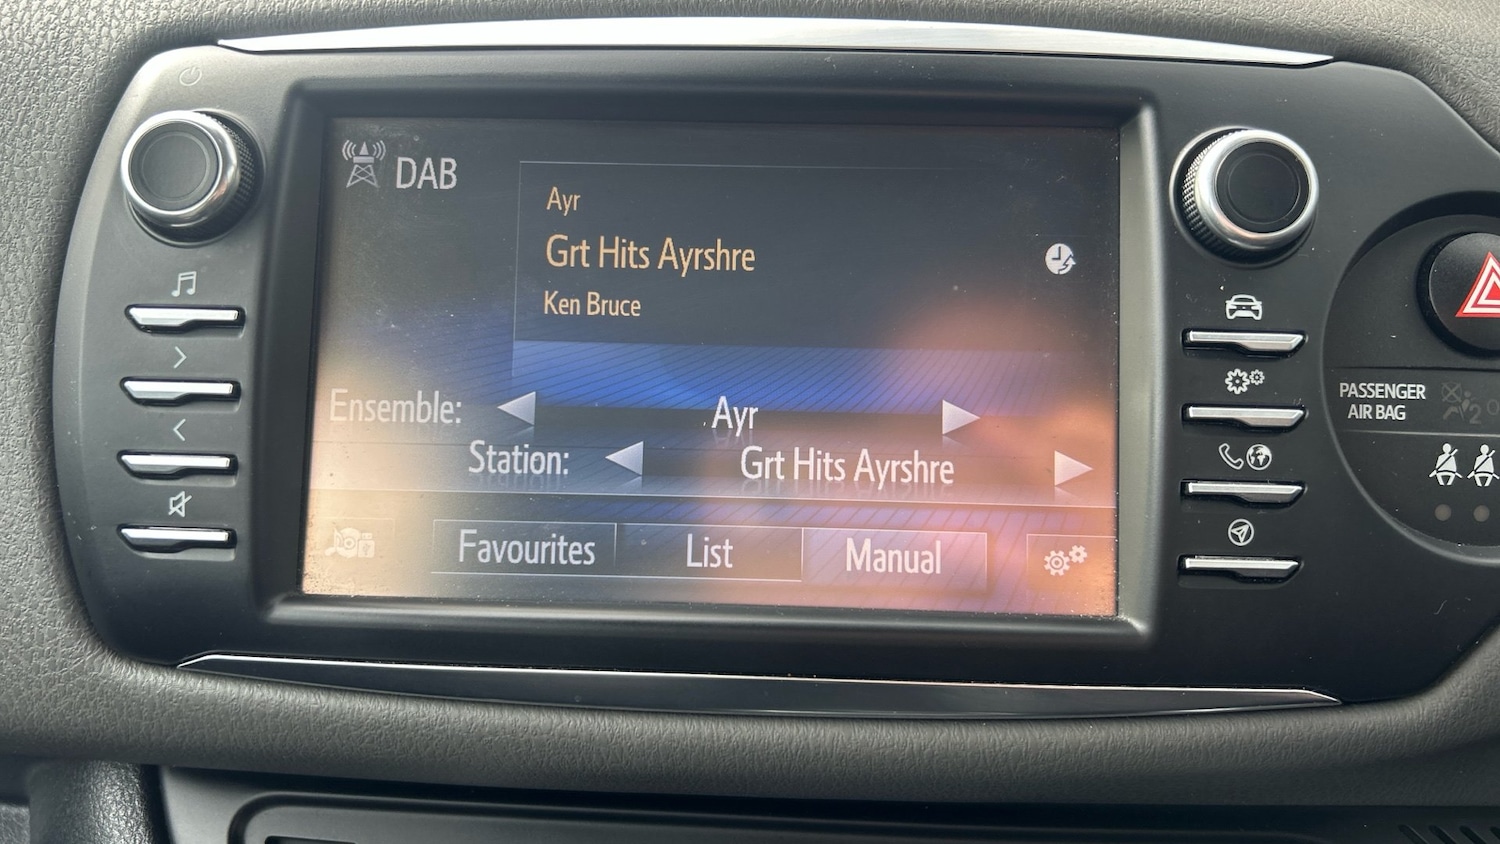 DAB
Ayr
Grt Hits Ayrshre
Ken Bruce
Ensemble: Ayr
Station: Grt Hits Ayrshre
Favourites List Manual
PASSENGER
AIR BAG
2